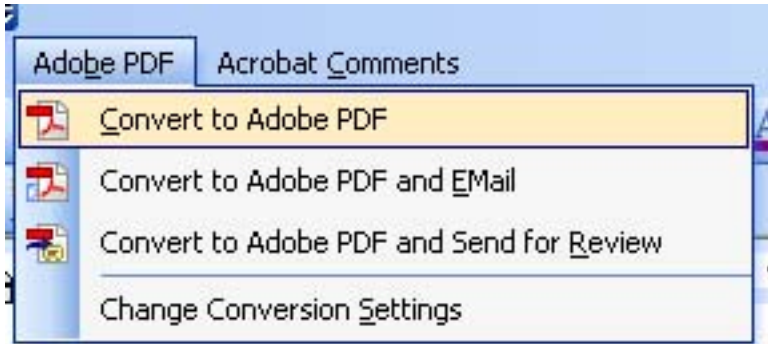 Adobe PDF Acrobat Comments
Convert to Adobe PDF
Convert to Adobe PDF and EMail
Convert to Adobe PDF and Send for Review
Change Conversion Settings